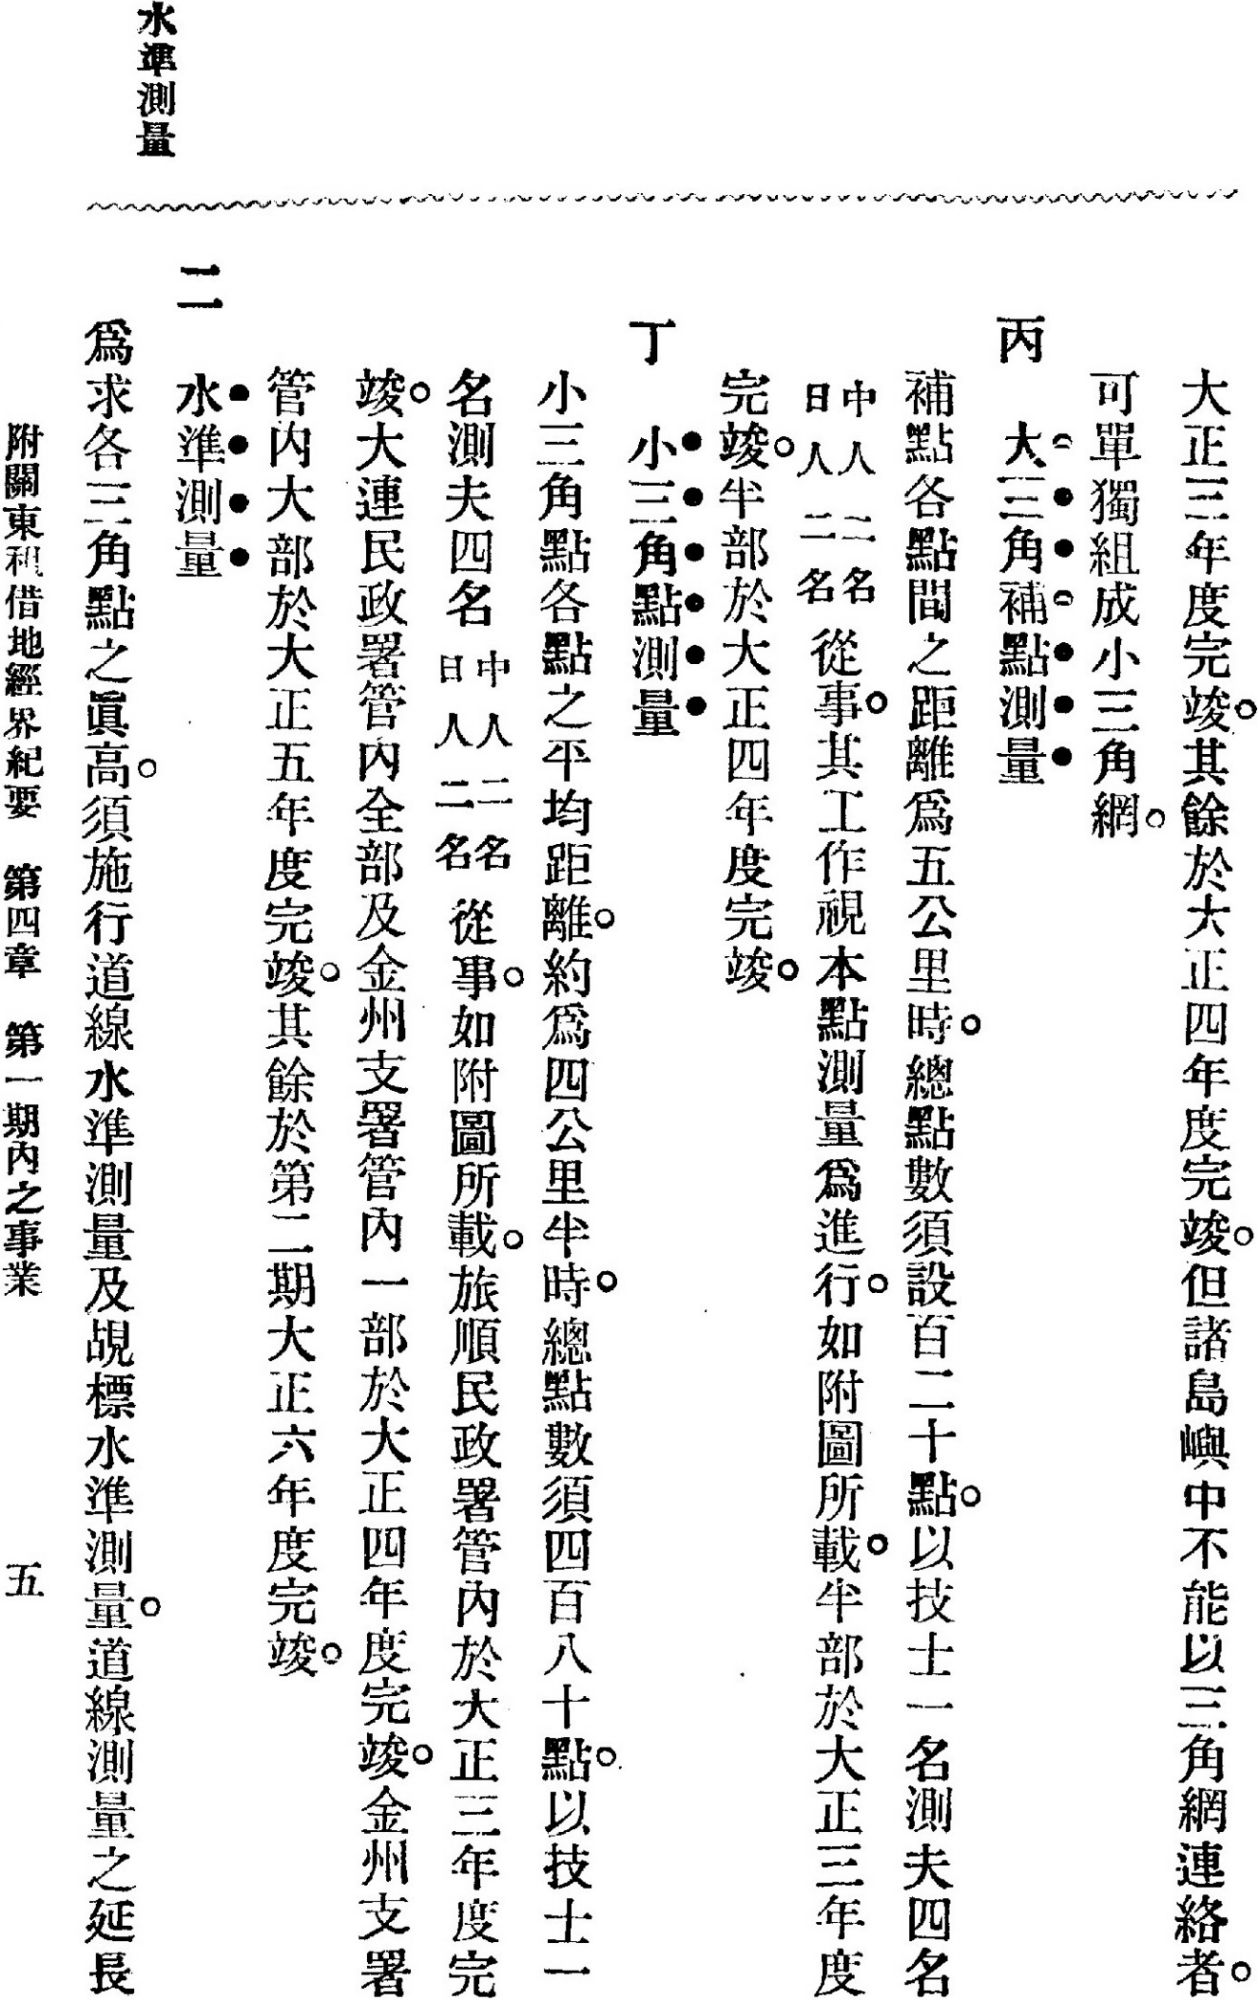 大正三年度完竣。其餘於大正四年度完竣。但諸島嶼中不能以三角網連絡者。
可單獨組成小三角網。
丙　大三角補點測量
補點各點間之距離爲五公里時。總點數須設百二十點。以技士一名測夫四名
中人二名
日人二名
從事。其工作視本點測量爲進行。如附圖所載。半部於大正三年度
完竣。半部於大正四年度完竣。
丁　小三角點測量
小三角點各點之平均距離。約爲四公里半時。總點數須四百八十點。以技士一
名測夫四名
中人二名
日人二名
從事。如附圖所載。旅順民政署管內於大正三年度完
竣。大連民政署管內全部及金州支署管內一部於大正四年度完竣。金州支署
管內大部於大正五年度完竣。其餘於第二期大正六年度完竣。
水準測量
二　水準測量
爲求各三角點之眞高。須施行道線水準測量及覘標水準測量。道線測量之延長
附關東租借地經界紀要　第四章　第一期內之事業　五